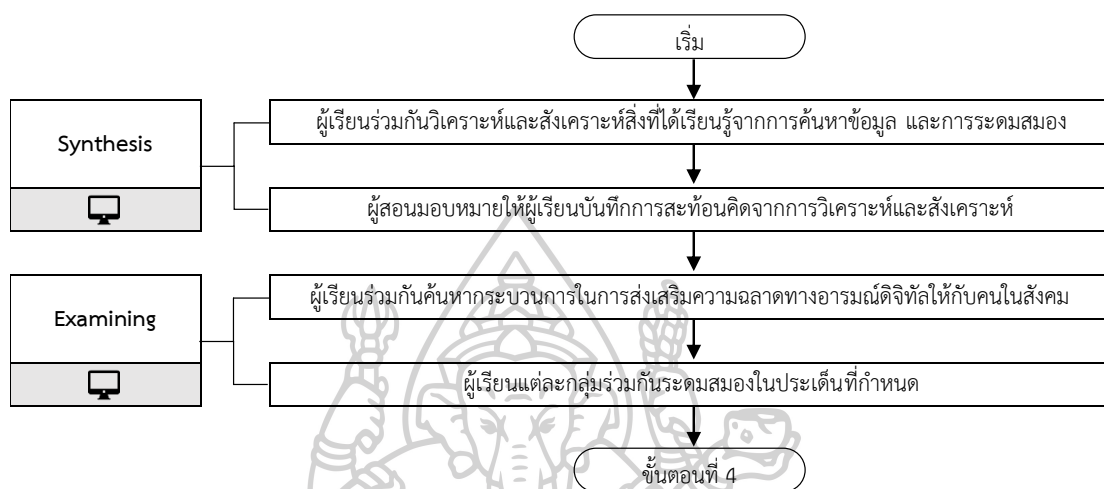 เริ่ม
ผู้เรียนร่วมกันวิเคราะห์และสังเคราะห์สิ่งที่ได้เรียนรู้จากการค้นหาข้อมูล และการระดมสมอง
Synthesis
ผู้สอนมอบหมายให้ผู้เรียนบันทึกการสะท้อนคิดจากการวิเคราะห์และสังเคราะห์
ผู้เรียนร่วมกันค้นหากระบวนการในการส่งเสริมความฉลาดทางอารมณ์ดิจิทัลให้กับคนในสังคม
Examining
ผู้เรียนแต่ละกลุ่มร่วมกันระดมสมองในประเด็นที่กำหนด
ขั้นตอนที่ 4